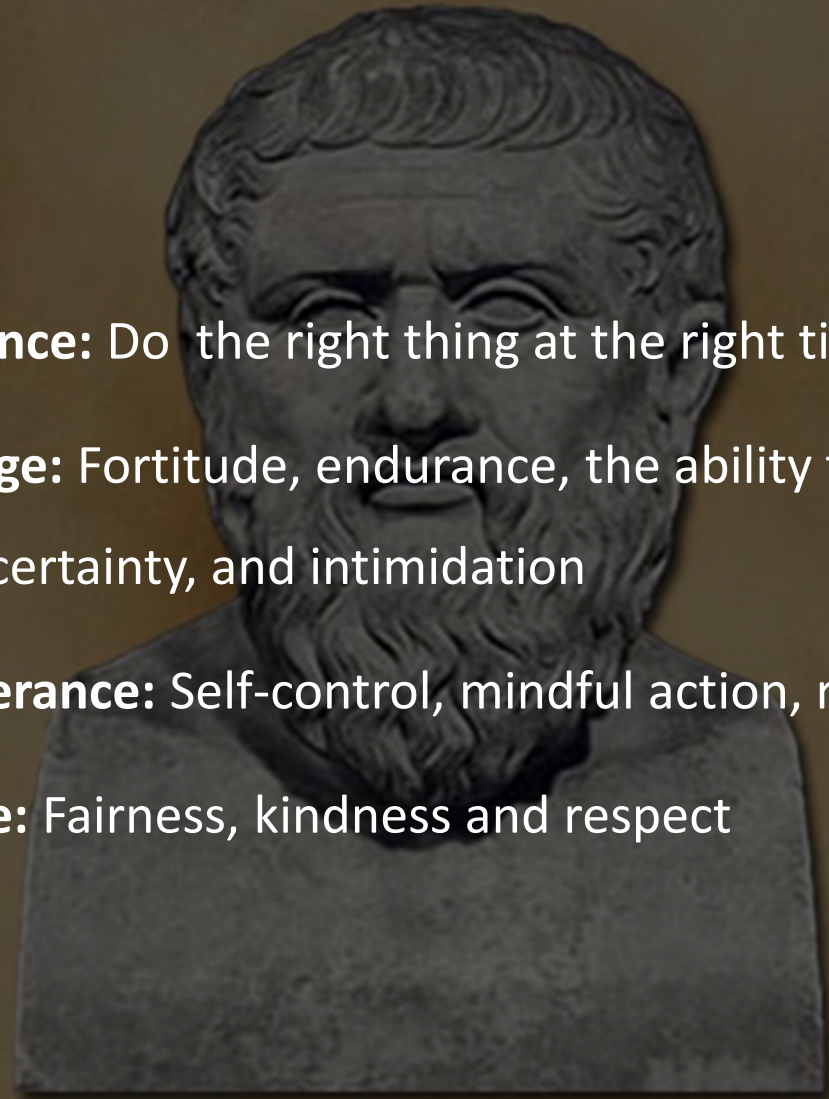 nce: Do  the right thing at the right ti
ge: Fortitude, endurance, the ability
certainty, and intimidation
erance: Self-control, mindful action,
e: Fairness, kindness and respect